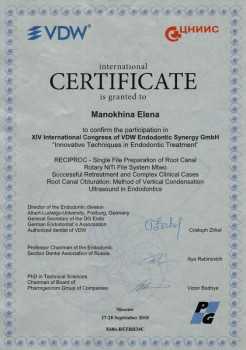 VDW®
ЦНИИС
international
CERTIFICATE
is granted to
Manokhina Elena
to confirm the participation in
XIV International Congress of VDW Endodontic Synergy GmbH
"Innovative Techniques in Endodontic Treatment"
RECIPROC - Single File Preparation of Root Canal
Rotary NiTi File System Mtwo
Successful Retreatment and Complex Clinical Cases
Root Canal Obturation: Method of Vertical Condensation
Ultrasound in Endodontics
Director of the Endodontic division
Albert-Ludwigs-University, Freiburg, Germany
General Secretary of the DG Endo
German Endodontist´s Association
Authorized dentist of VDW
Cristoph Zirkel
Professor Chairman of the Endodontic
Section Dental Association of Russia
Ilya Rabinovich
PhD in Technical Sciences
Chairman of Board of
Pharmgeocom Group of Companies
Victor Bodnya
Moscow
17-28 September 2010
PG